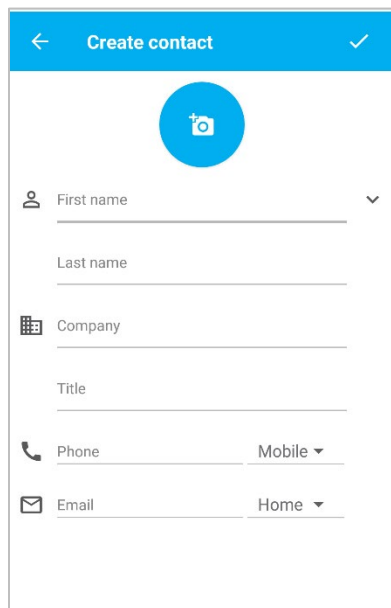 Create contact
First name
Last name
Company
Title
Phone Mobile
Email Home